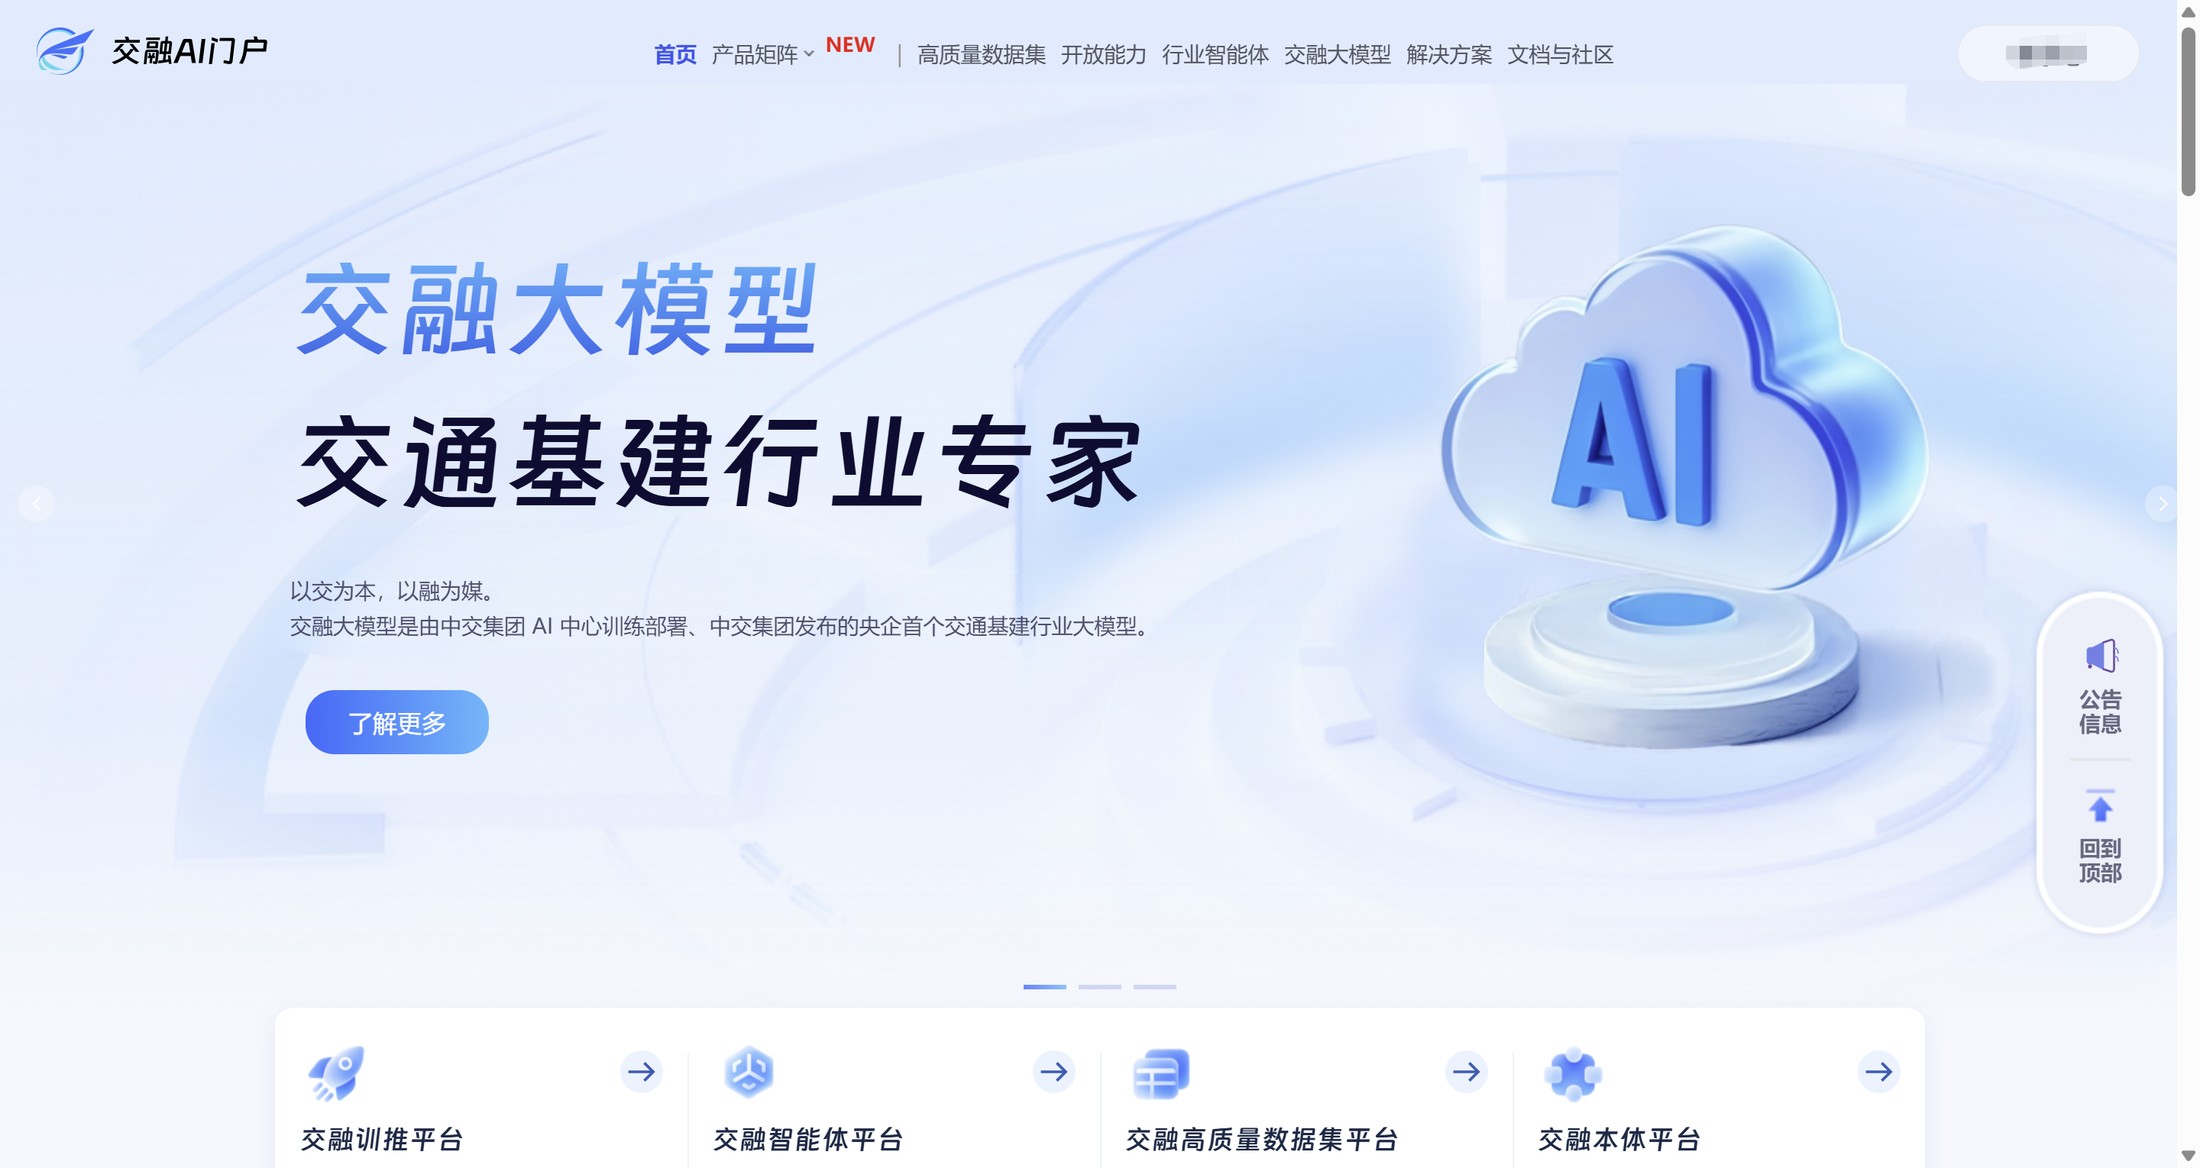 交融AI门户
首页 产品矩阵 NEW | 高质量数据集 开放能力 行业智能体 交融大模型 解决方案 文档与社区
交融大模型
交通基建行业专家
以交为本，以融为媒。
交融大模型是由中交集团 AI 中心训练部署、中交集团发布的央企首个交通基建行业大模型。
了解更多
AI
公告
信息
回到
顶部
交融训推平台
交融智能体平台
交融高质量数据集平台
交融本体平台